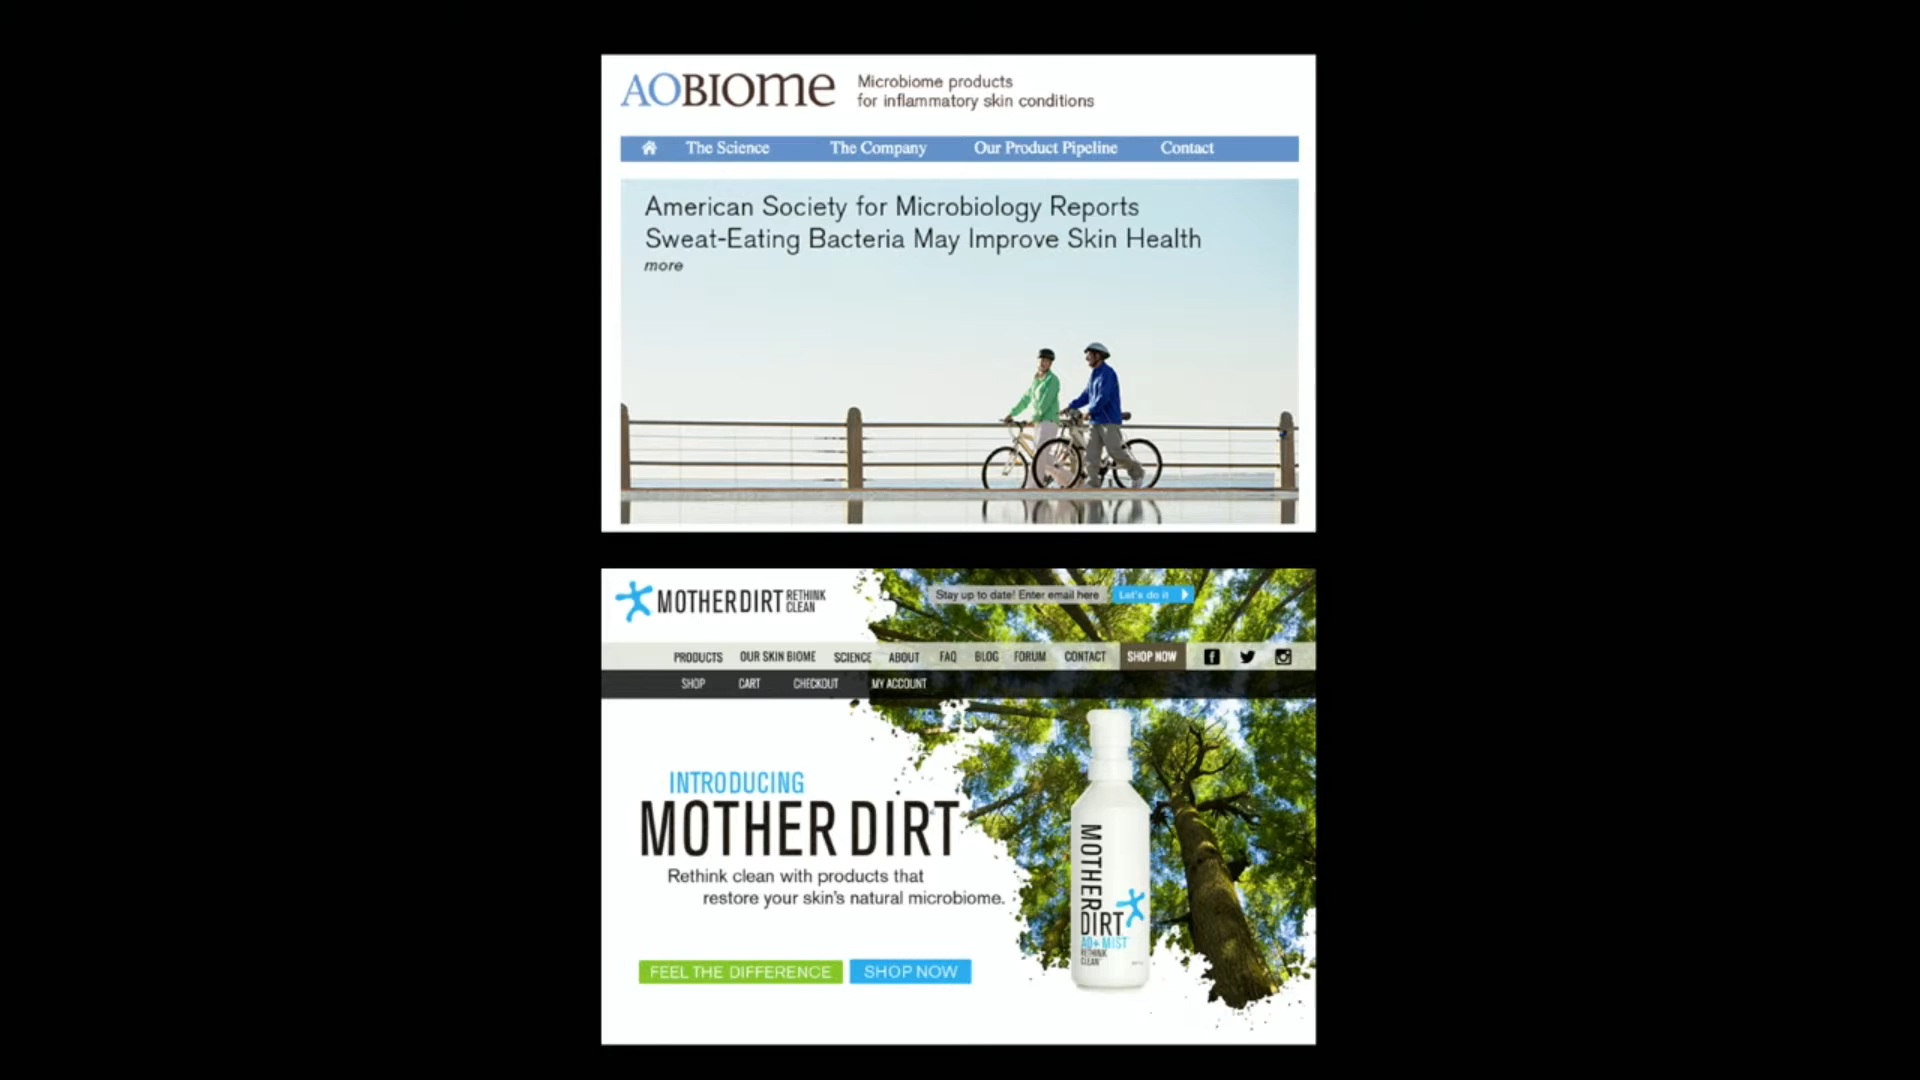 AOBIOME
Microbiome products
for inflammatory skin conditions
The Science The Company Our Product Pipeline Contact
American Society for Microbiology Reports
Sweat-Eating Bacteria May Improve Skin Health
more
MOTHER DIRT RETHINK
CLEAN
Stay up to date! Enter email here Let's do it
PRODUCTS OUR SKIN BIOME SCIENCE ABOUT FAQ BLOG FORUM CONTACT SHOP NOW
SHOP CART CHECKOUT MY ACCOUNT
INTRODUCING
MOTHER DIRT
Rethink clean with products that
restore your skin's natural microbiome.
FEEL THE DIFFERENCE SHOP NOW
MOTHER
DIRT
AO+ MIST
RETHINK
CLEAN